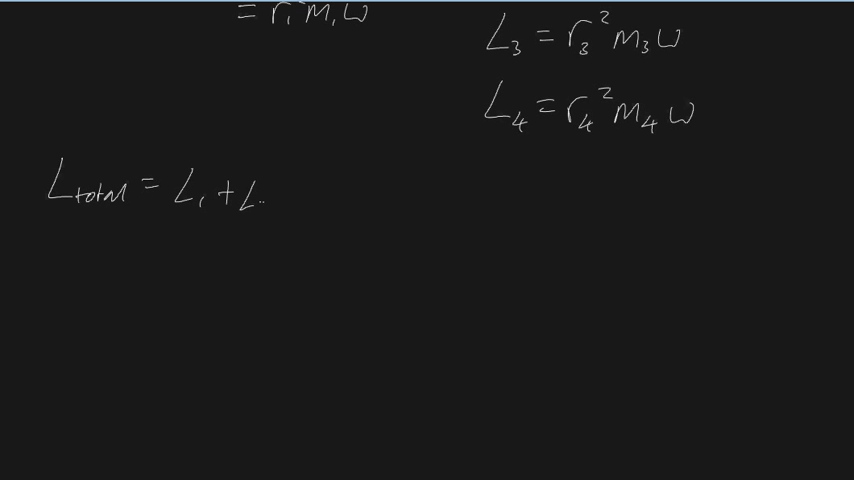 = r₁²m₁ω
L₃ = r₃²m₃ω
L₄ = r₄²m₄ω
L_total = L₁ + L